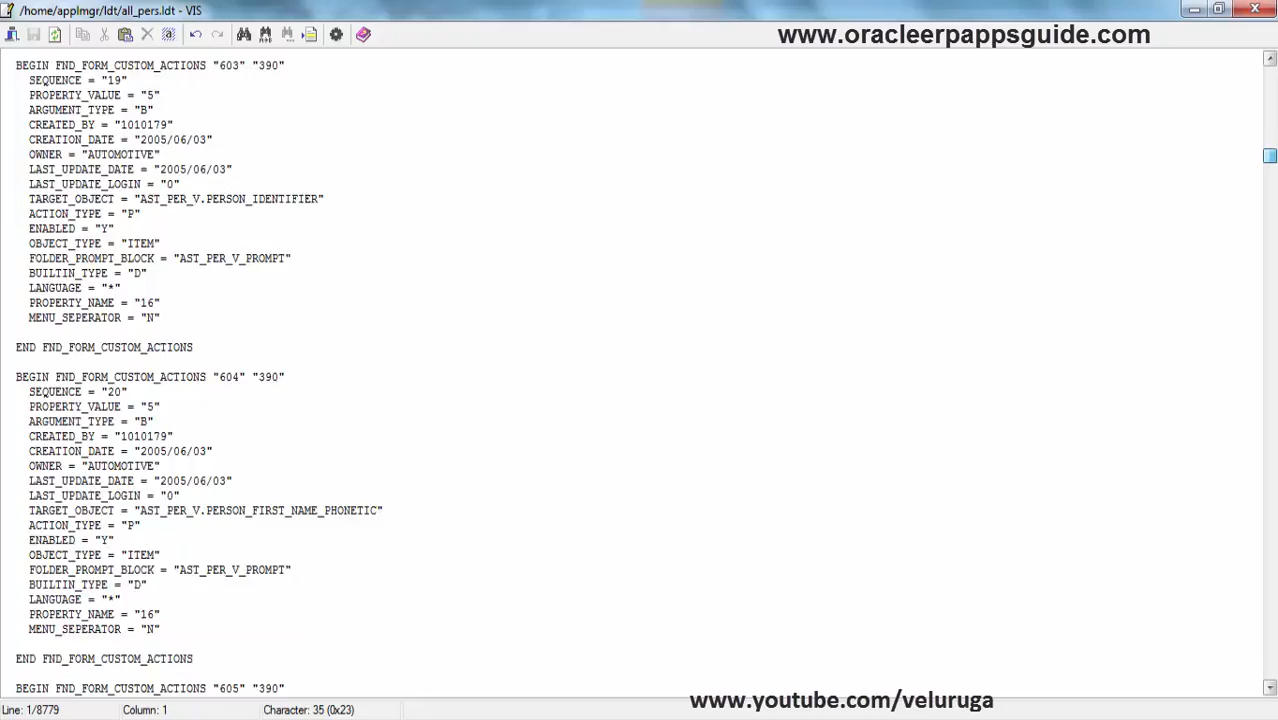 /home/applmgr/ldt/all_pers.ldt - VIS
www.oracleerpappsguide.com
BEGIN FND_FORM_CUSTOM_ACTIONS "603" "390"
SEQUENCE = "19"
PROPERTY_VALUE = "5"
ARGUMENT_TYPE = "B"
CREATED_BY = "1010179"
CREATION_DATE = "2005/06/03"
OWNER = "AUTOMOTIVE"
LAST_UPDATE_DATE = "2005/06/03"
LAST_UPDATE_LOGIN = "0"
TARGET_OBJECT = "AST_PER_V.PERSON_IDENTIFIER"
ACTION_TYPE = "P"
ENABLED = "Y"
OBJECT_TYPE = "ITEM"
FOLDER_PROMPT_BLOCK = "AST_PER_V_PROMPT"
BUILTIN_TYPE = "D"
LANGUAGE = "*"
PROPERTY_NAME = "16"
MENU_SEPERATOR = "N"
END FND_FORM_CUSTOM_ACTIONS
BEGIN FND_FORM_CUSTOM_ACTIONS "604" "390"
SEQUENCE = "20"
PROPERTY_VALUE = "5"
ARGUMENT_TYPE = "B"
CREATED_BY = "1010179"
CREATION_DATE = "2005/06/03"
OWNER = "AUTOMOTIVE"
LAST_UPDATE_DATE = "2005/06/03"
LAST_UPDATE_LOGIN = "0"
TARGET_OBJECT = "AST_PER_V.PERSON_FIRST_NAME_PHONETIC"
ACTION_TYPE = "P"
ENABLED = "Y"
OBJECT_TYPE = "ITEM"
FOLDER_PROMPT_BLOCK = "AST_PER_V_PROMPT"
BUILTIN_TYPE = "D"
LANGUAGE = "*"
PROPERTY_NAME = "16"
MENU_SEPERATOR = "N"
END FND_FORM_CUSTOM_ACTIONS
BEGIN FND_FORM_CUSTOM_ACTIONS "605" "390"
www.youtube.com/veluruga
Line: 1/8779 Column: 1 Character: 35 (0x23)